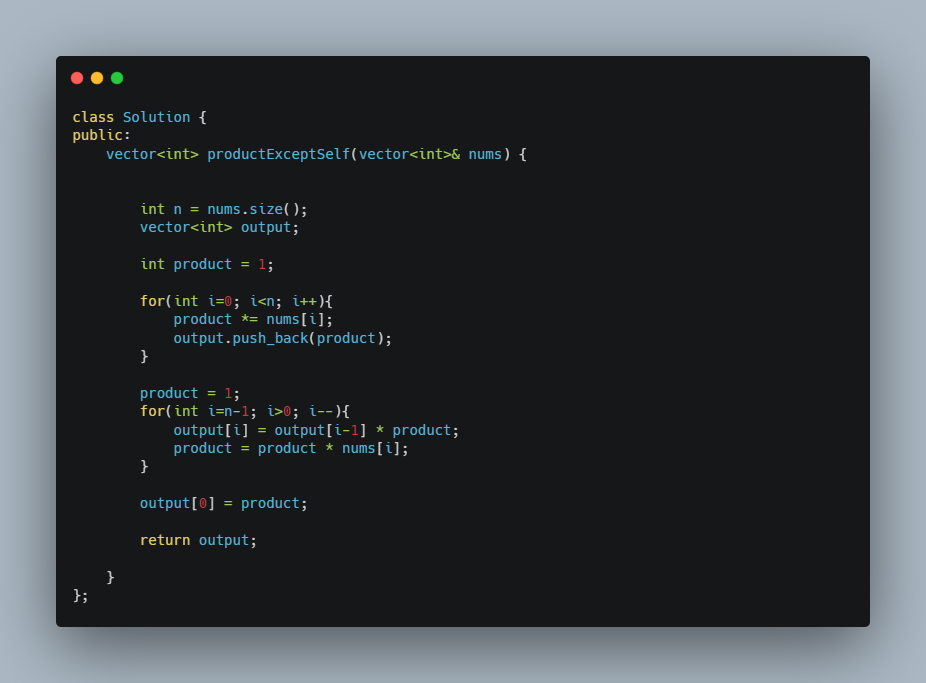 class Solution {
public:
    vector<int> productExceptSelf(vector<int>& nums) {
        int n = nums.size();
        vector<int> output;
        int product = 1;
        for(int i=0; i<n; i++){
            product *= nums[i];
            output.push_back(product);
        }
        product = 1;
        for(int i=n-1; i>0; i--){
            output[i] = output[i-1] * product;
            product = product * nums[i];
        }
        output[0] = product;
        return output;
    }
};